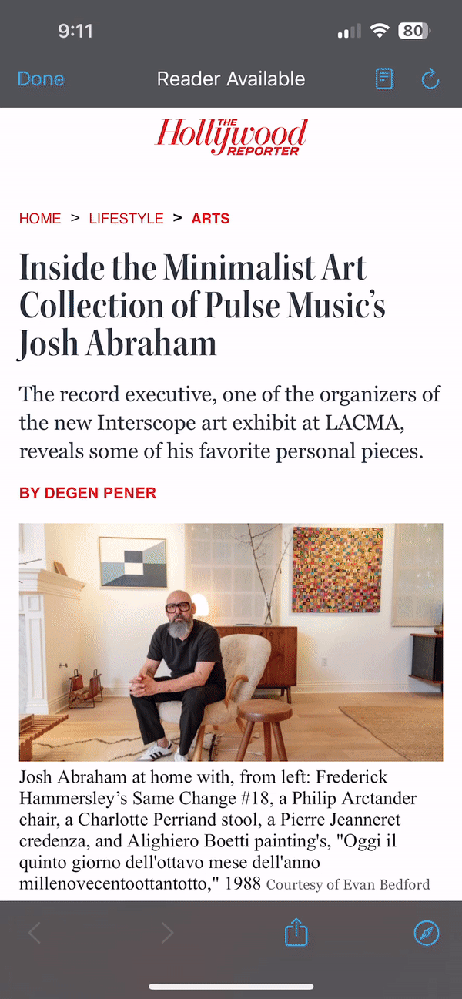 9:11
80
Done
Reader Available
The Hollywood
REPORTER
HOME > LIFESTYLE > ARTS
Inside the Minimalist Art
Collection of Pulse Music’s
Josh Abraham
The record executive, one of the organizers of
the new Interscope art exhibit at LACMA,
reveals some of his favorite personal pieces.
BY DEGEN PENER
Josh Abraham at home with, from left: Frederick
Hammersley’s Same Change #18, a Philip Arctander
chair, a Charlotte Perriand stool, a Pierre Jeanneret
credenza, and Alighiero Boetti painting's, "Oggi il
quinto giorno dell'ottavo mese dell'anno
millenovecentoottantotto," 1988 Courtesy of Evan Bedford